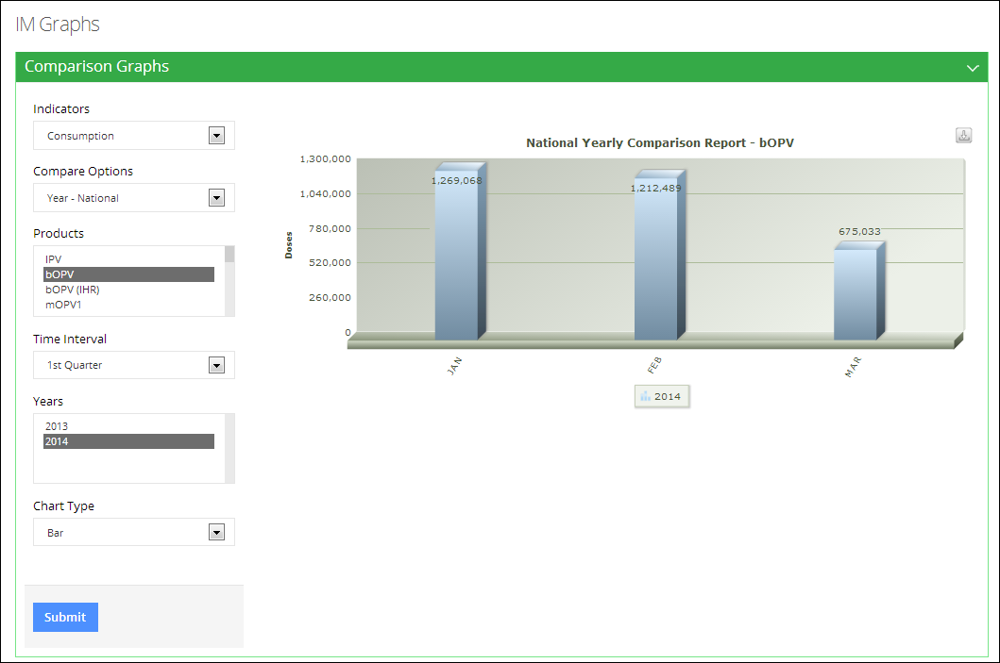 IM Graphs
Comparison Graphs
Indicators
Consumption
Compare Options
Year - National
Products
IPV
bOPV
bOPV (IHR)
mOPV1
Time Interval
1st Quarter
Years
2013
2014
Chart Type
Bar
Submit
National Yearly Comparison Report - bOPV
Doses
1,300,000
1,040,000
780,000
520,000
260,000
0
1,269,068
1,212,489
675,033
JAN
FEB
MAR
2014